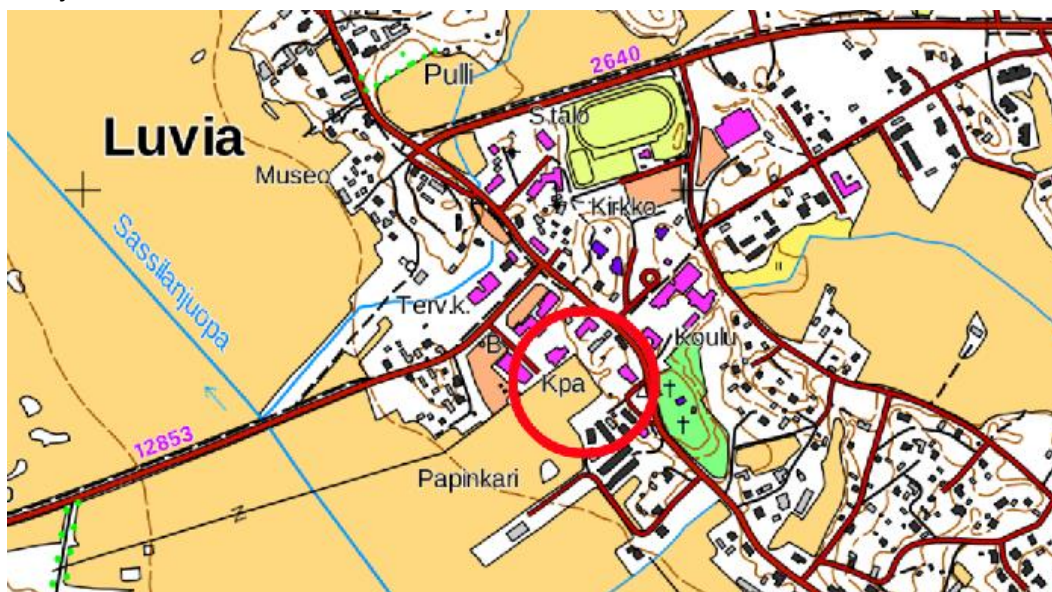 2640
Pulli
S.talo
Luvia
Museo
Kirkko
Sassilanjuopa
Terv.k.
Koulu
B
Kpa
12853
Papinkari
Z